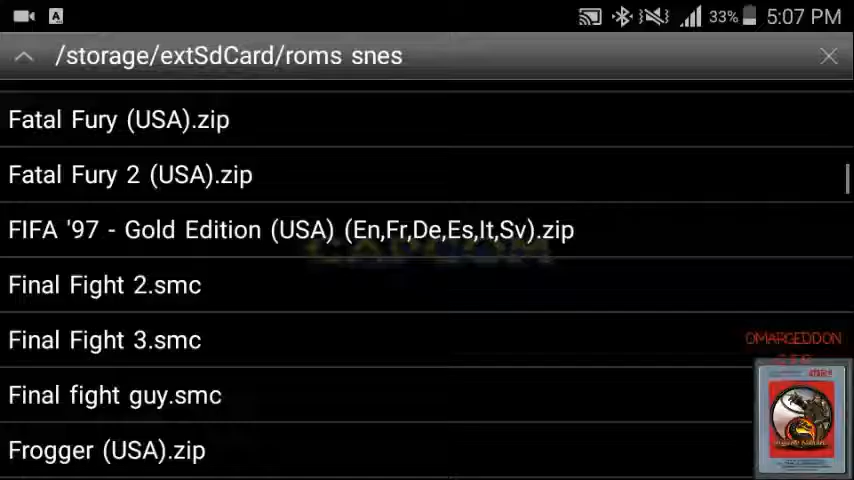 A 33% 5:07 PM
/storage/extSdCard/roms snes
Fatal Fury (USA).zip
Fatal Fury 2 (USA).zip
FIFA '97 - Gold Edition (USA) (En,Fr,De,Es,It,Sv).zip
CAPCOM
Final Fight 2.smc
Final Fight 3.smc
OMARGEDDON
Final fight guy.smc
Frogger (USA).zip